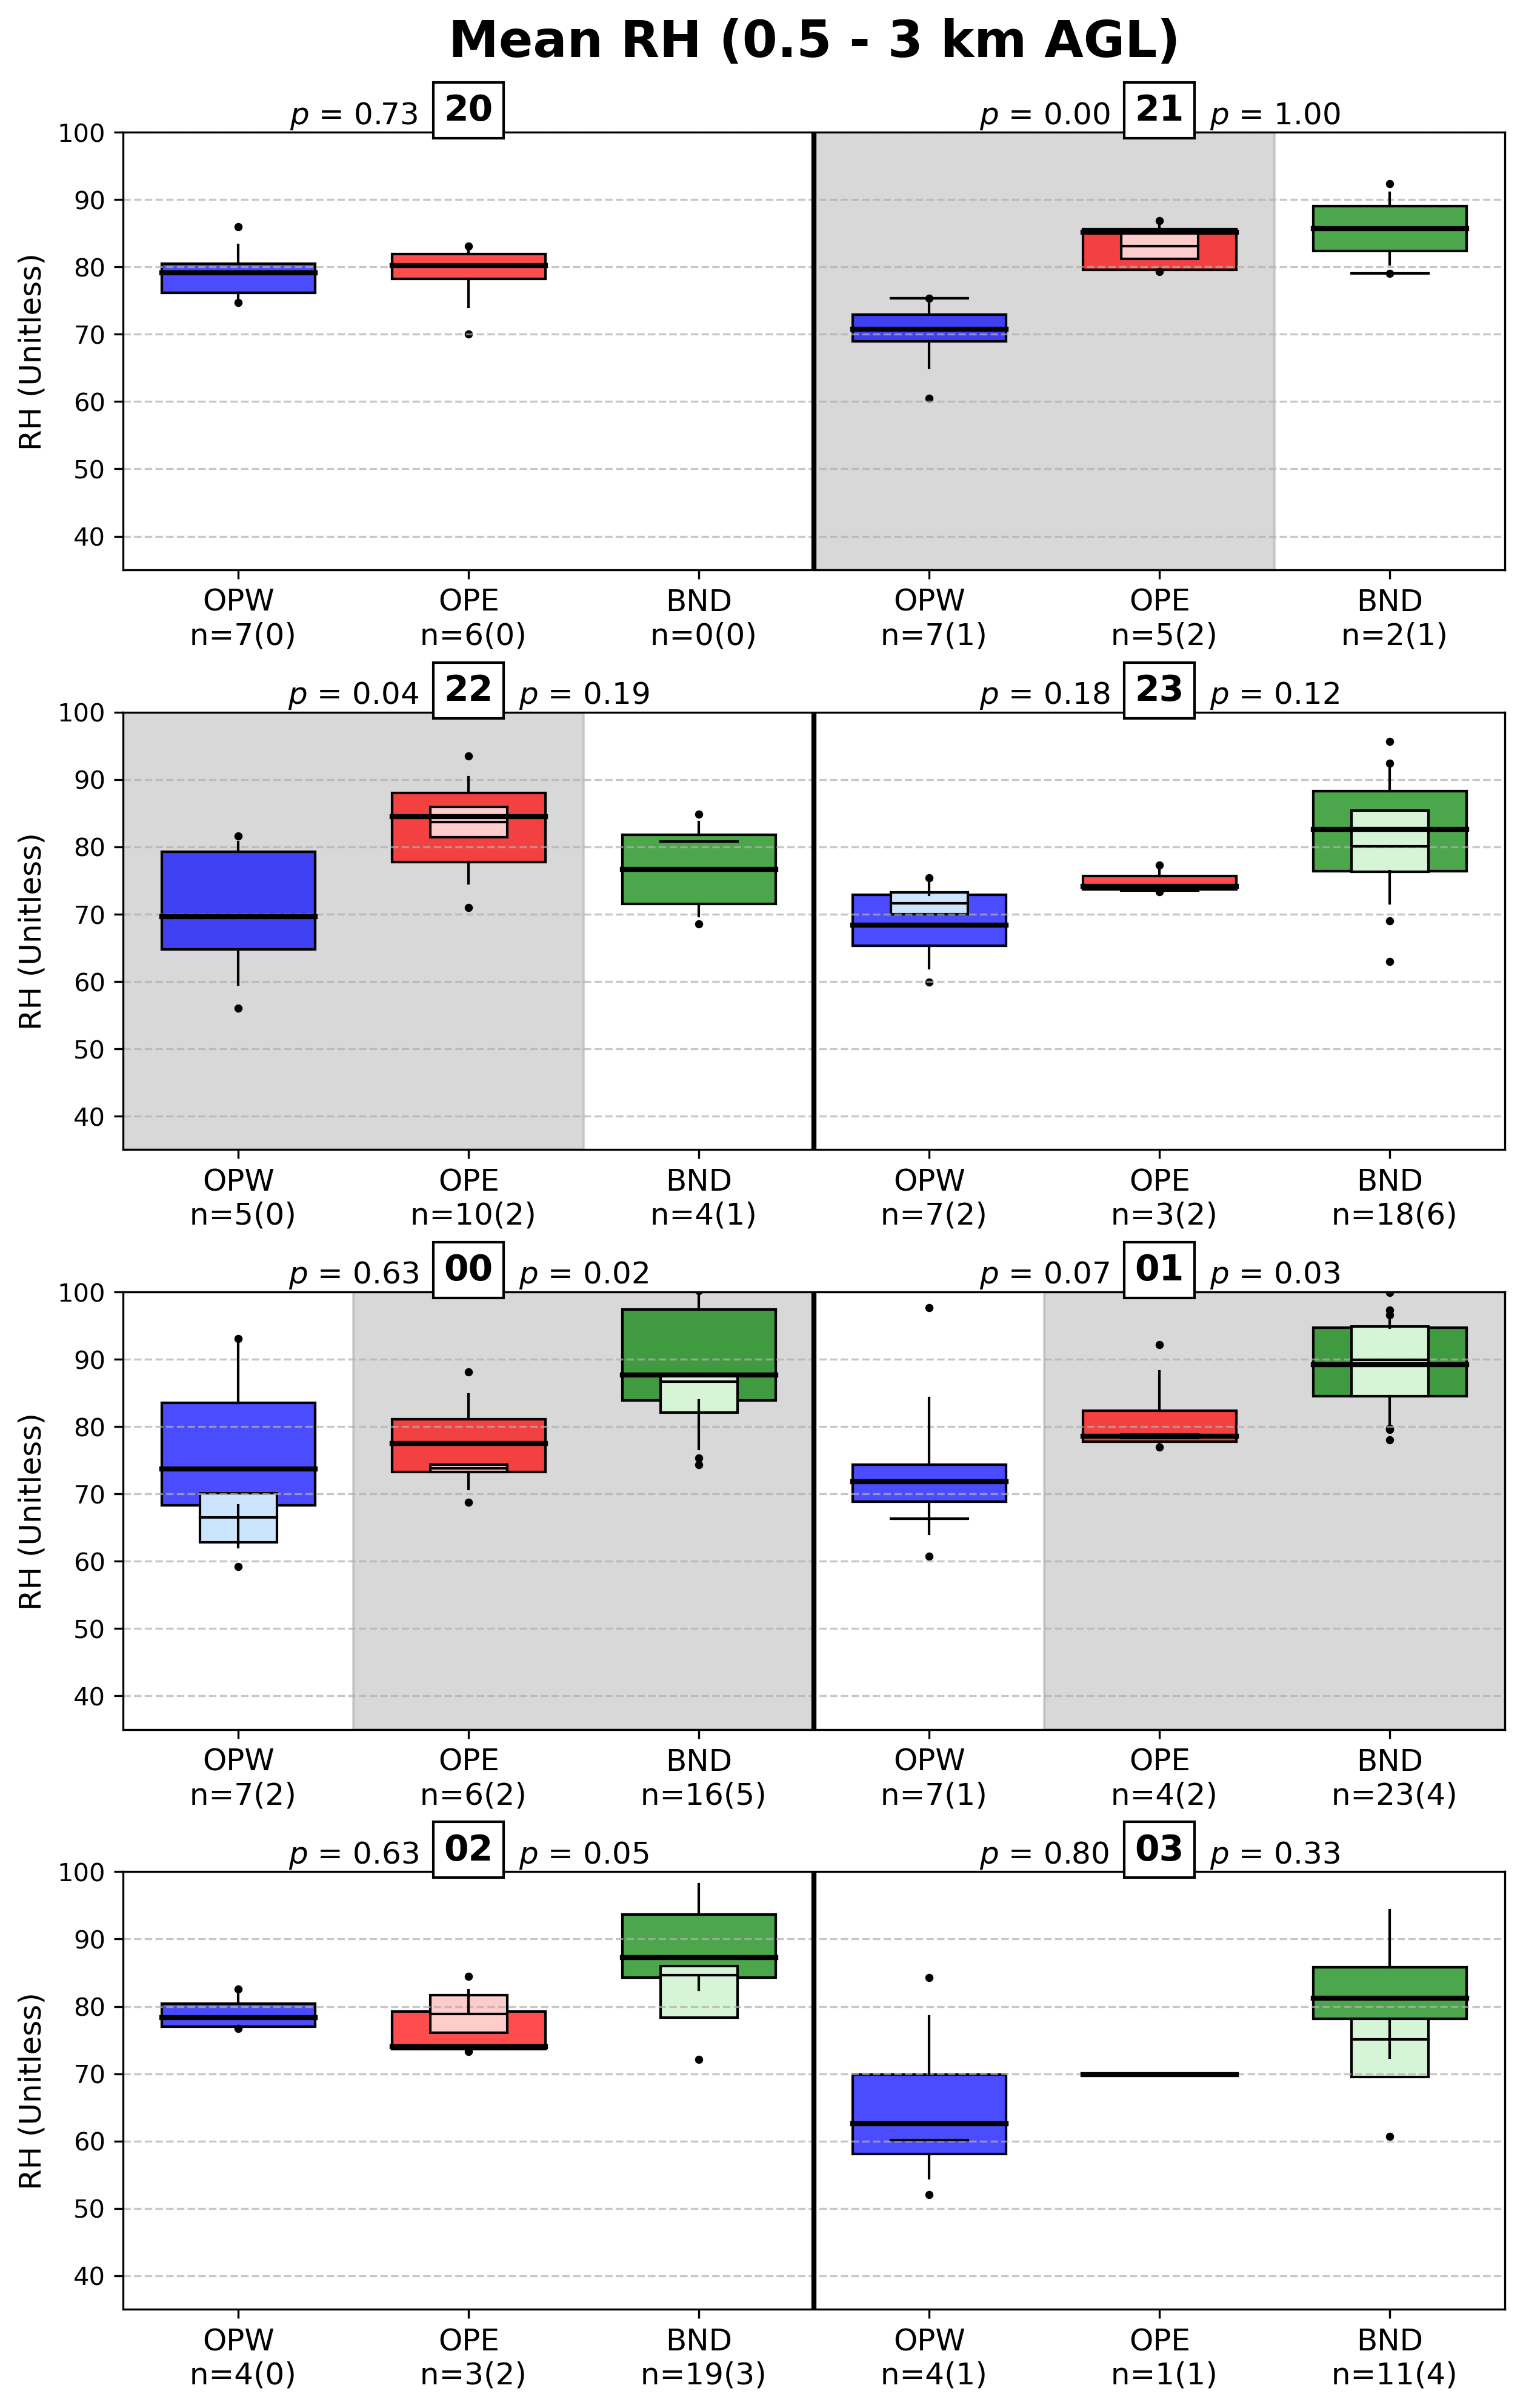 Mean RH (0.5 - 3 km AGL)
p = 0.73 20
p = 0.00 21 p = 1.00
RH (Unitless)
100
90
80
70
60
50
40
OPW OPE BND OPW OPE BND
n=7(0) n=6(0) n=0(0) n=7(1) n=5(2) n=2(1)
p = 0.04 22 p = 0.19
p = 0.18 23 p = 0.12
RH (Unitless)
100
90
80
70
60
50
40
OPW OPE BND OPW OPE BND
n=5(0) n=10(2) n=4(1) n=7(2) n=3(2) n=18(6)
p = 0.63 00 p = 0.02
p = 0.07 01 p = 0.03
RH (Unitless)
100
90
80
70
60
50
40
OPW OPE BND OPW OPE BND
n=7(2) n=6(2) n=16(5) n=7(1) n=4(2) n=23(4)
p = 0.63 02 p = 0.05
p = 0.80 03 p = 0.33
RH (Unitless)
100
90
80
70
60
50
40
OPW OPE BND OPW OPE BND
n=4(0) n=3(2) n=19(3) n=4(1) n=1(1) n=11(4)